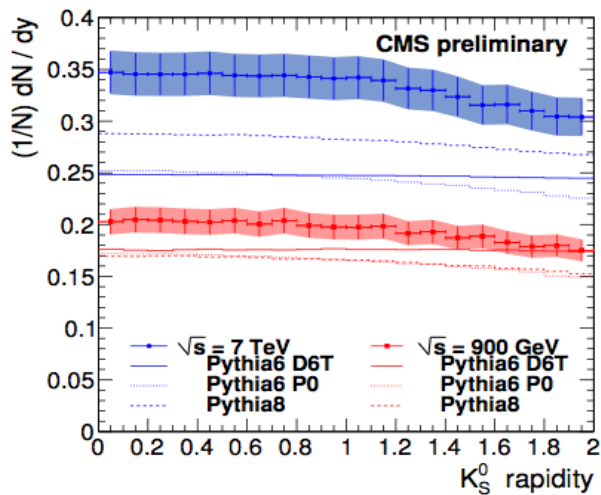 CMS preliminary
(1/N) dN / dy
0.4
0.35
0.3
0.25
0.2
0.15
0.1
0.05
0
√s = 7 TeV
Pythia6 D6T
Pythia6 P0
Pythia8
√s = 900 GeV
Pythia6 D6T
Pythia6 P0
Pythia8
0 0.2 0.4 0.6 0.8 1 1.2 1.4 1.6 1.8 2
K⁰_S rapidity